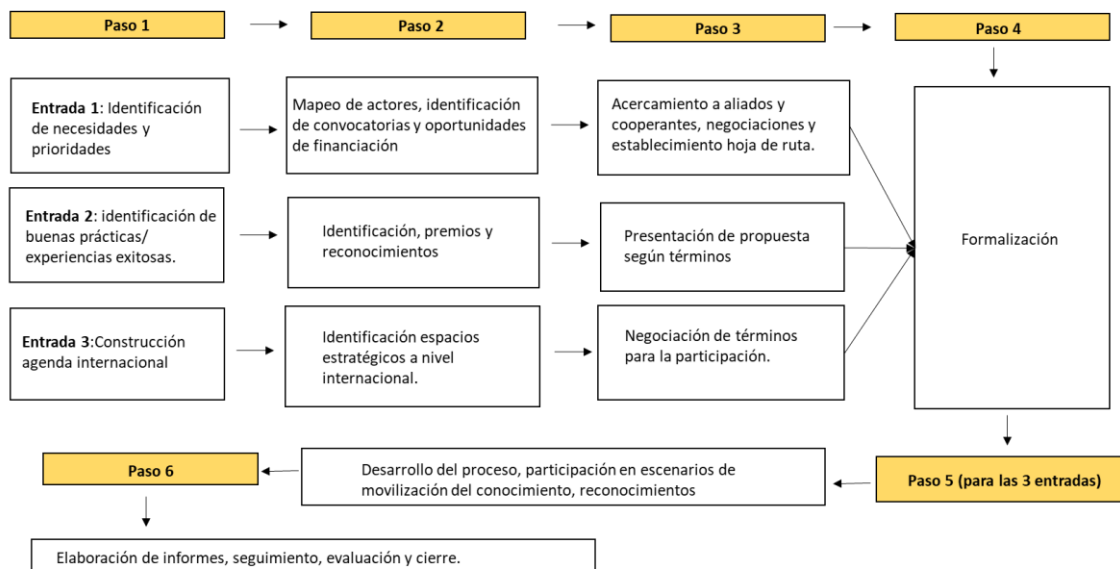 Paso 1
Paso 2
Paso 3
Paso 4
Entrada 1: Identificación
de necesidades y
prioridades
Mapeo de actores, identificación
de convocatorias y oportunidades
de financiación
Acercamiento a aliados y
cooperantes, negociaciones y
establecimiento hoja de ruta.
Entrada 2: identificación de
buenas prácticas/
experiencias exitosas.
Identificación, premios y
reconocimientos
Presentación de propuesta
según términos
Formalización
Entrada 3:Construcción
agenda internacional
Identificación espacios
estratégicos a nivel
internacional.
Negociación de términos
para la participación.
Paso 5 (para las 3 entradas)
Desarrollo del proceso, participación en escenarios de
movilización del conocimiento, reconocimientos
Paso 6
Elaboración de informes, seguimiento, evaluación y cierre.